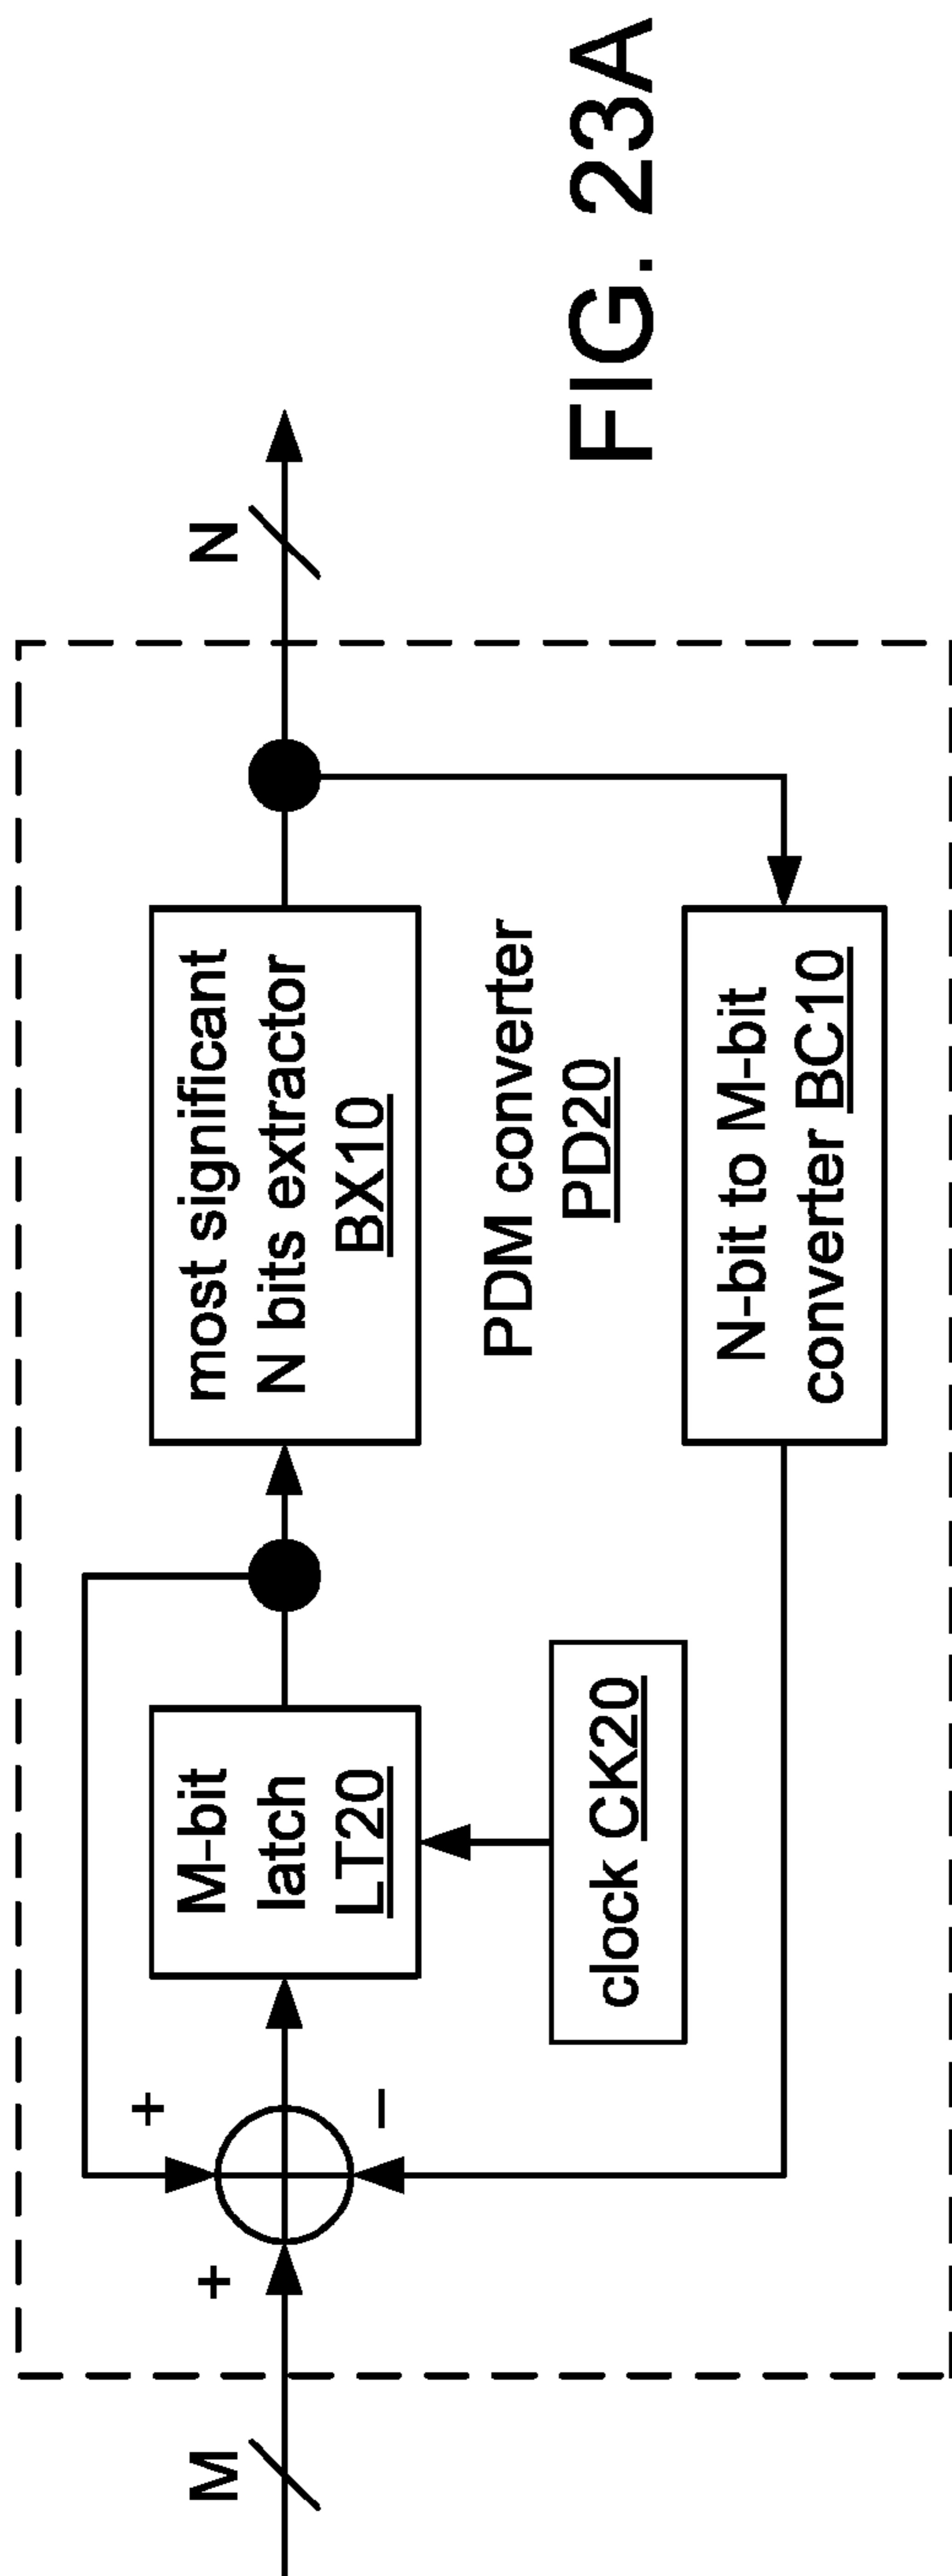 M
+
+
−
M-bit
latch
LT20
clock CK20
most significant
N bits extractor
BX10
PDM converter
PD20
N-bit to M-bit
converter BC10
N
FIG. 23A